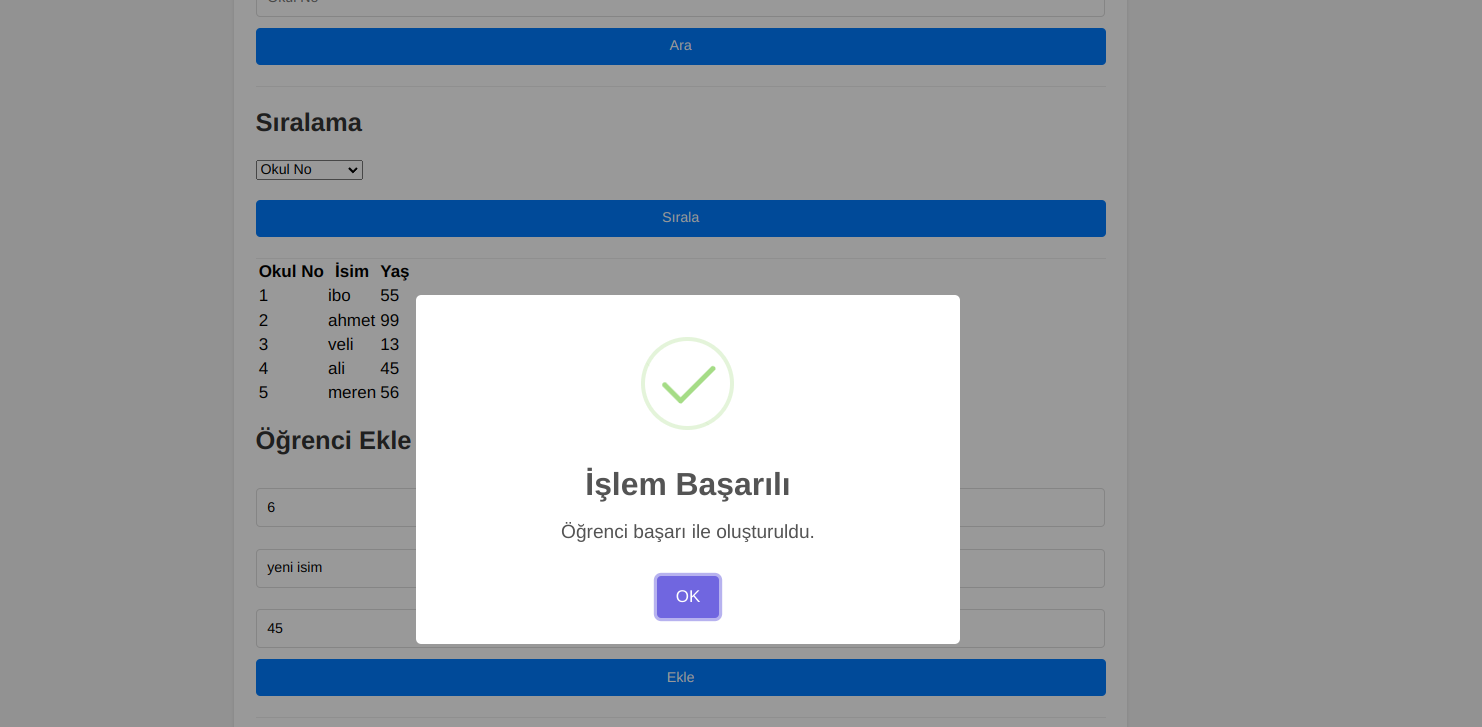 Ara
Sıralama
Okul No
Sırala
Okul No İsim Yaş
1 ibo 55
2 ahmet 99
3 veli 13
4 ali 45
5 meren 56
Öğrenci Ekle
6
yeni isim
45
Ekle
İşlem Başarılı
Öğrenci başarı ile oluşturuldu.
OK